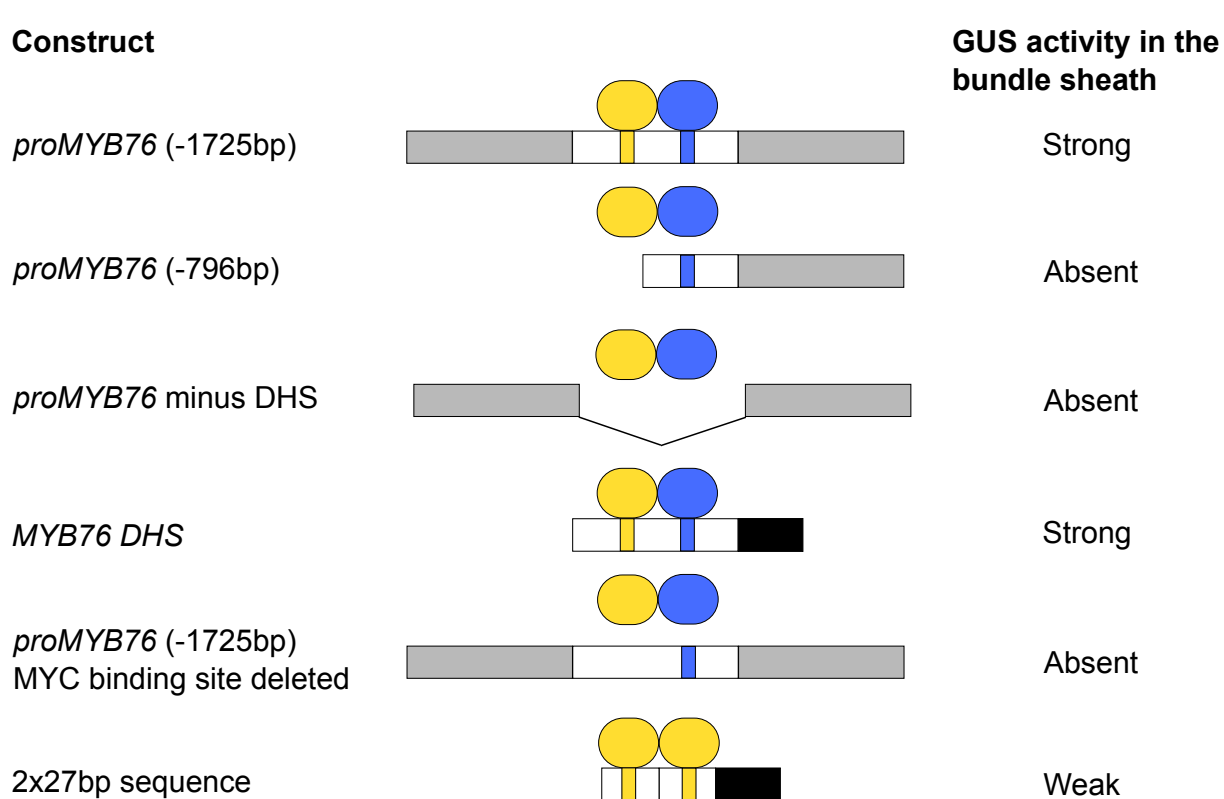 Construct
GUS activity in the
bundle sheath
proMYB76 (-1725bp)
Strong
proMYB76 (-796bp)
Absent
proMYB76 minus DHS
Absent
MYB76 DHS
Strong
proMYB76 (-1725bp)
MYC binding site deleted
Absent
2x27bp sequence
Weak